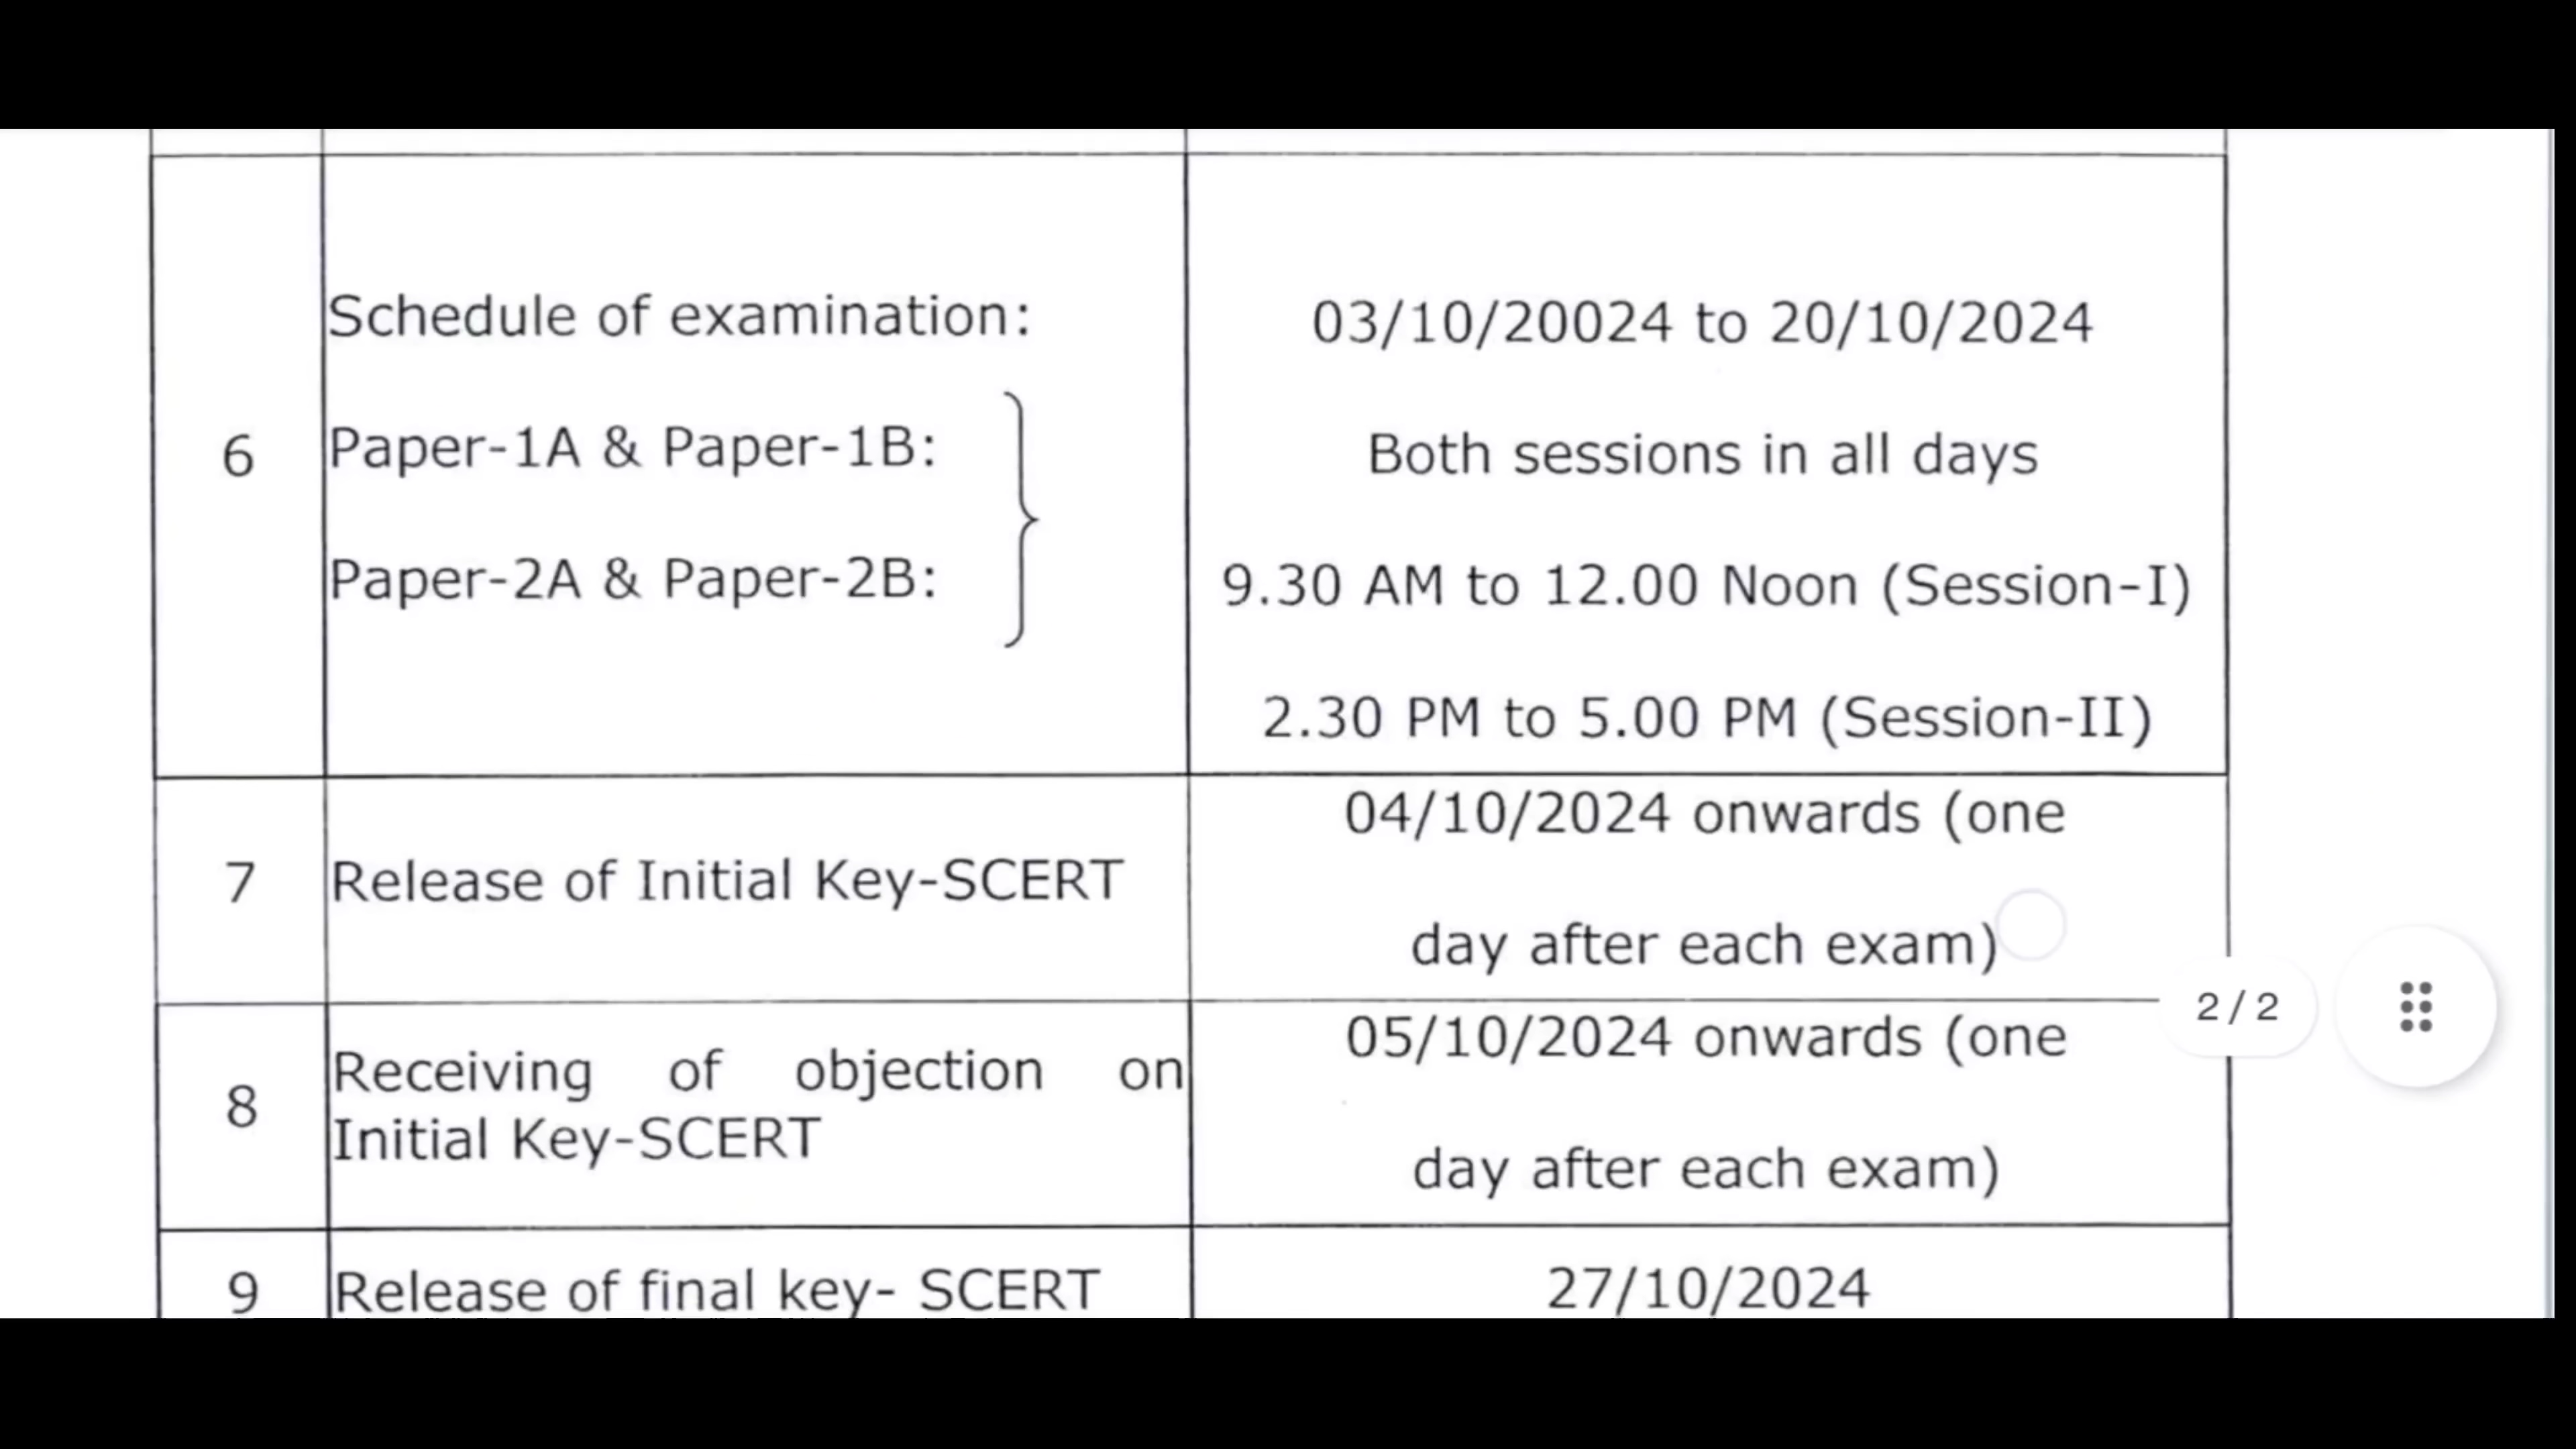 6
Schedule of examination:
Paper-1A & Paper-1B:
Paper-2A & Paper-2B:
03/10/20024 to 20/10/2024
Both sessions in all days
9.30 AM to 12.00 Noon (Session-I)
2.30 PM to 5.00 PM (Session-II)
7
Release of Initial Key-SCERT
04/10/2024 onwards (one
day after each exam)
8
Receiving of objection on
Initial Key-SCERT
05/10/2024 onwards (one
day after each exam)
9
Release of final key- SCERT
27/10/2024
2 / 2